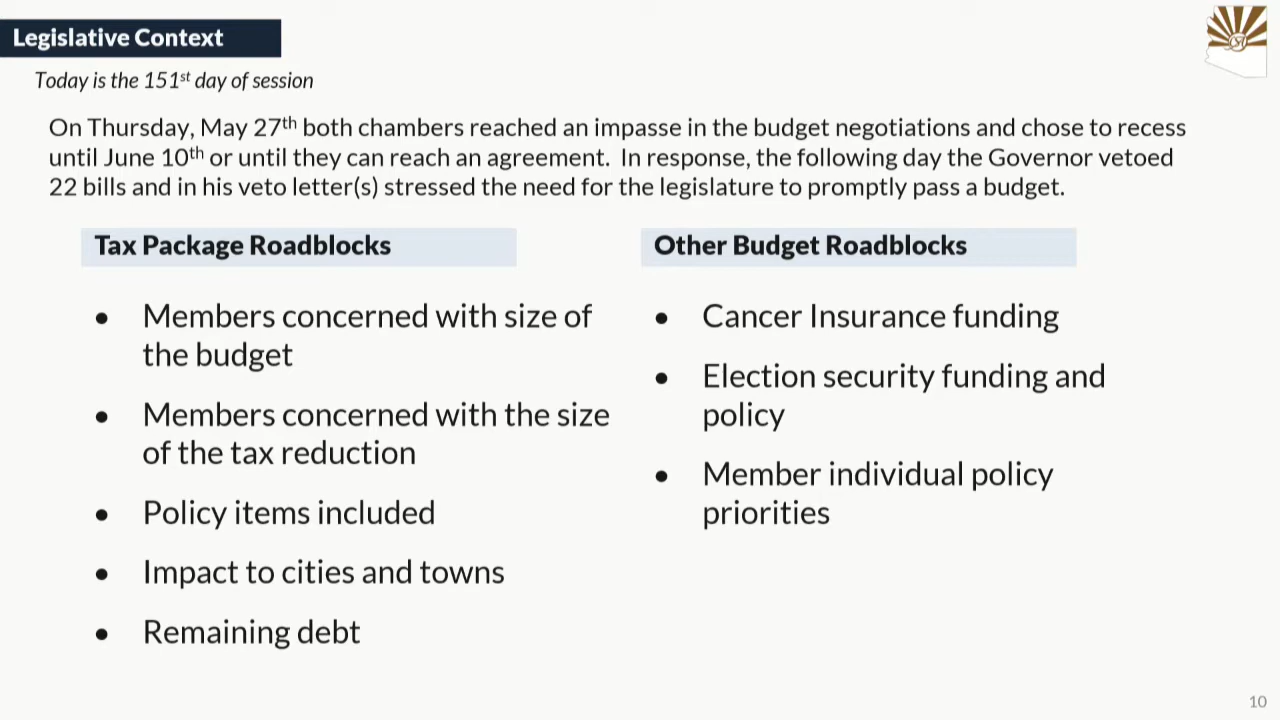 Legislative Context
Today is the 151st day of session
On Thursday, May 27th both chambers reached an impasse in the budget negotiations and chose to recess
until June 10th or until they can reach an agreement.  In response, the following day the Governor vetoed
22 bills and in his veto letter(s) stressed the need for the legislature to promptly pass a budget.
Tax Package Roadblocks
● Members concerned with size of
the budget
● Members concerned with the size
of the tax reduction
● Policy items included
● Impact to cities and towns
● Remaining debt
Other Budget Roadblocks
● Cancer Insurance funding
● Election security funding and
policy
● Member individual policy
priorities
10